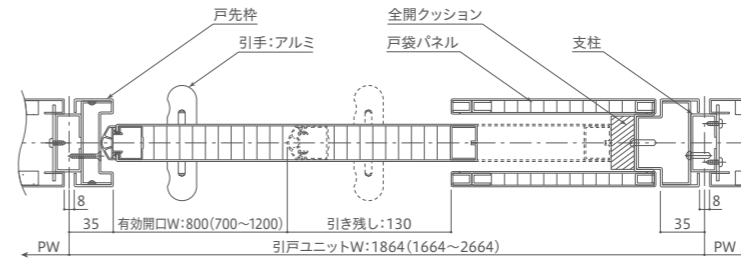 戸先枠
全開クッション
引手:アルミ
戸袋パネル
支柱
8
8
35
有効開口W:800(700〜1200)
引き残し:130
35
PW
引戸ユニットW:1864(1664〜2664)
PW